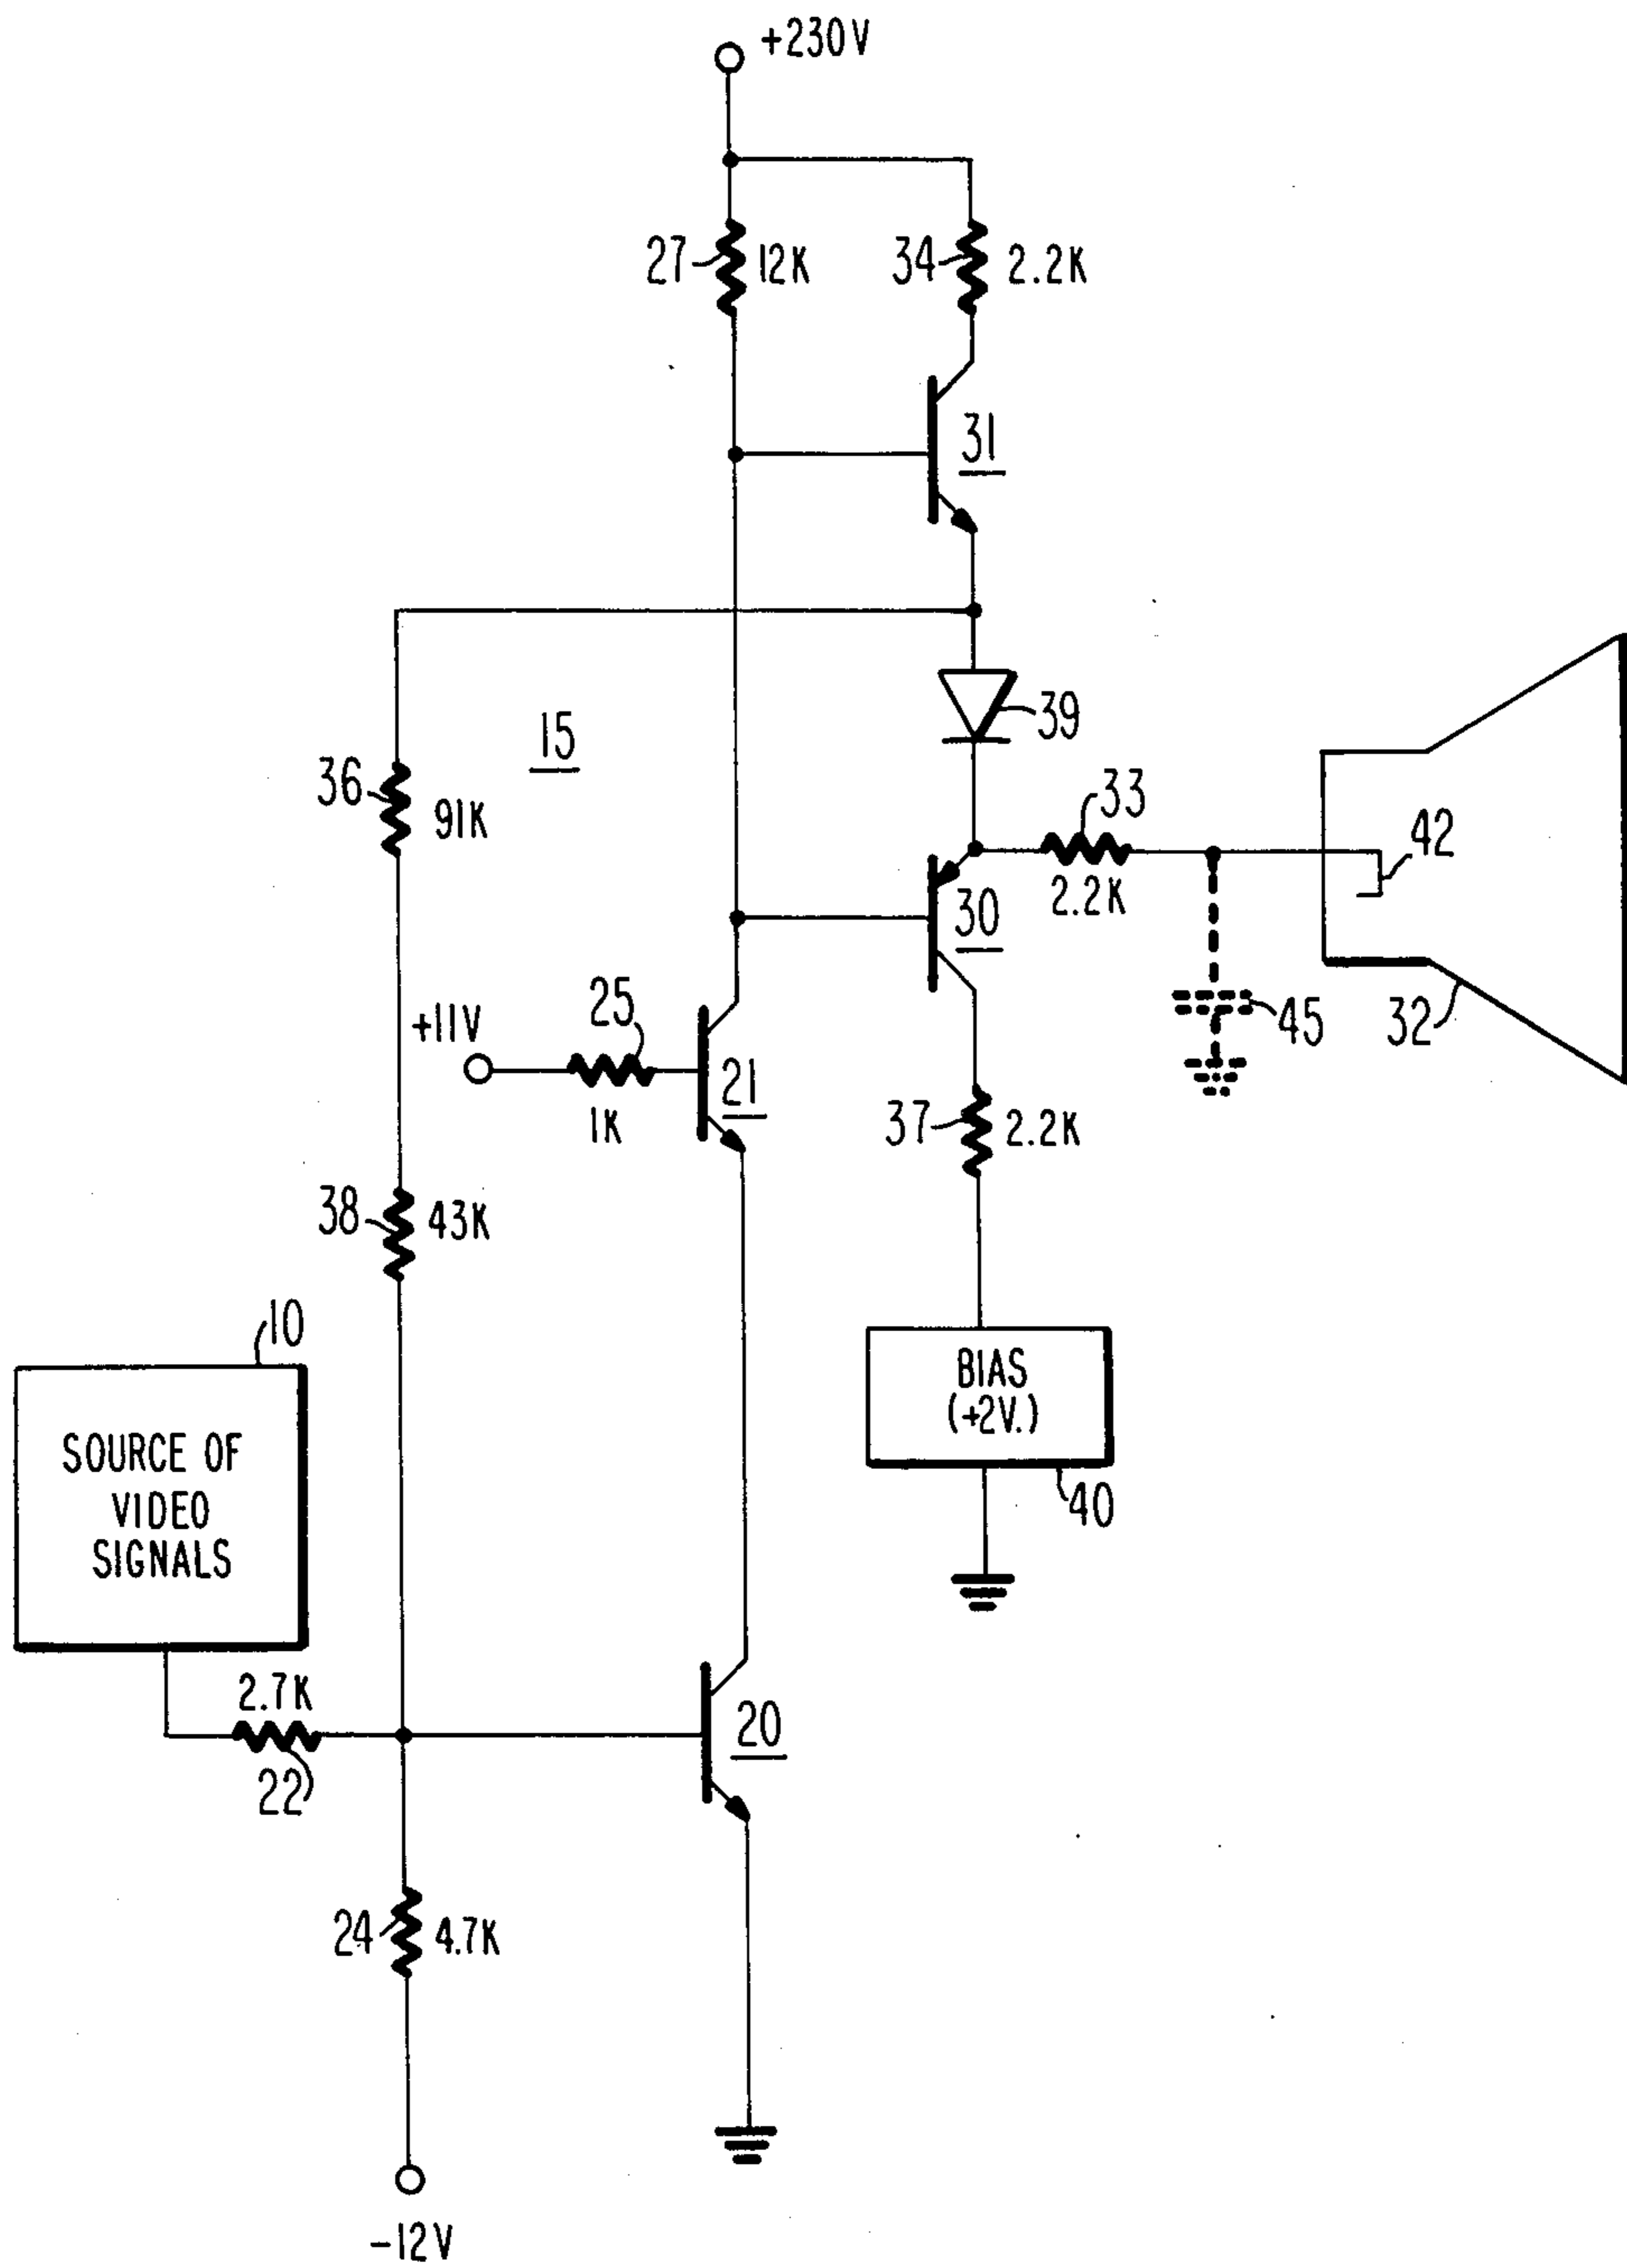 +230V
27
12K
34
2.2K
31
15
39
36
91K
33
2.2K
42
30
+11V
25
1K
21
45
32
37
2.2K
38
43K
10
BIAS
(+2V.)
SOURCE OF
VIDEO
SIGNALS
40
2.7K
22
20
24
4.7K
-12V